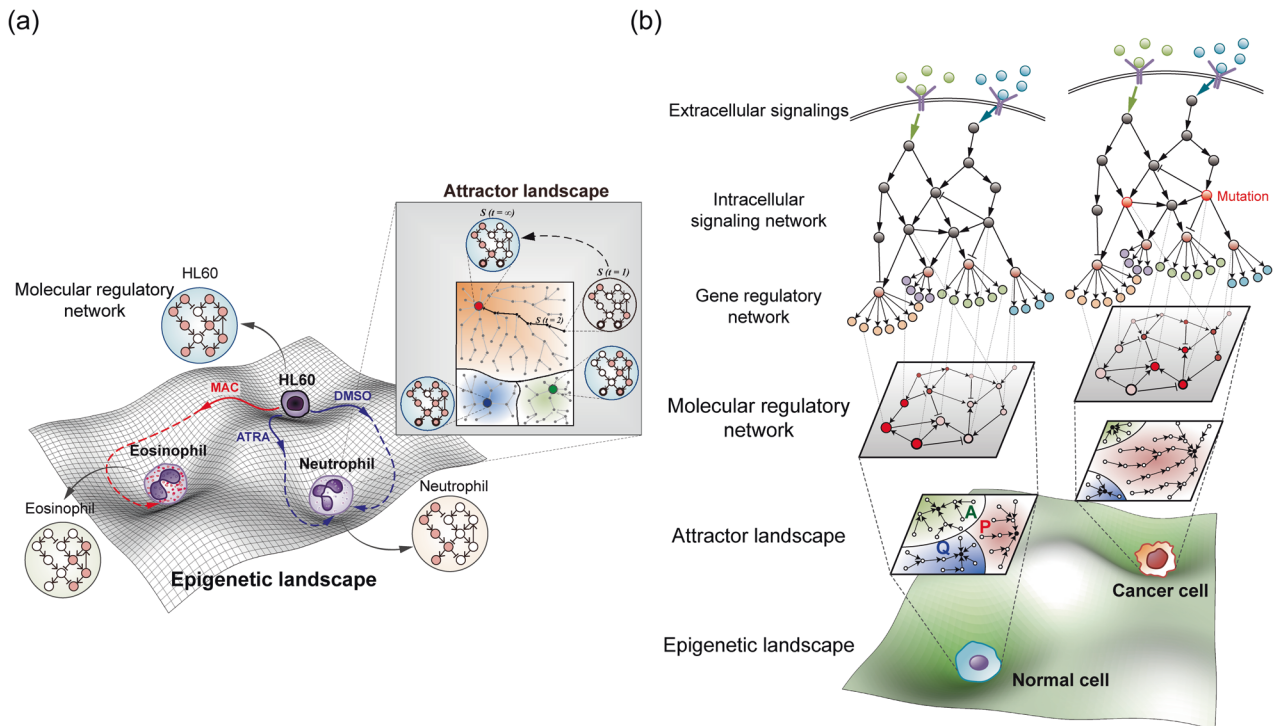 (a)
Attractor landscape
S (t = ∞)
S (t = 1)
S (t = 2)
HL60
Molecular regulatory
network
HL60
MAC
DMSO
ATRA
Eosinophil
Neutrophil
Eosinophil
Neutrophil
Epigenetic landscape
(b)
Extracellular signalings
Intracellular
signaling network
Mutation
Gene regulatory
network
Molecular regulatory
network
Attractor landscape
A
P
Q
Cancer cell
Epigenetic landscape
Normal cell